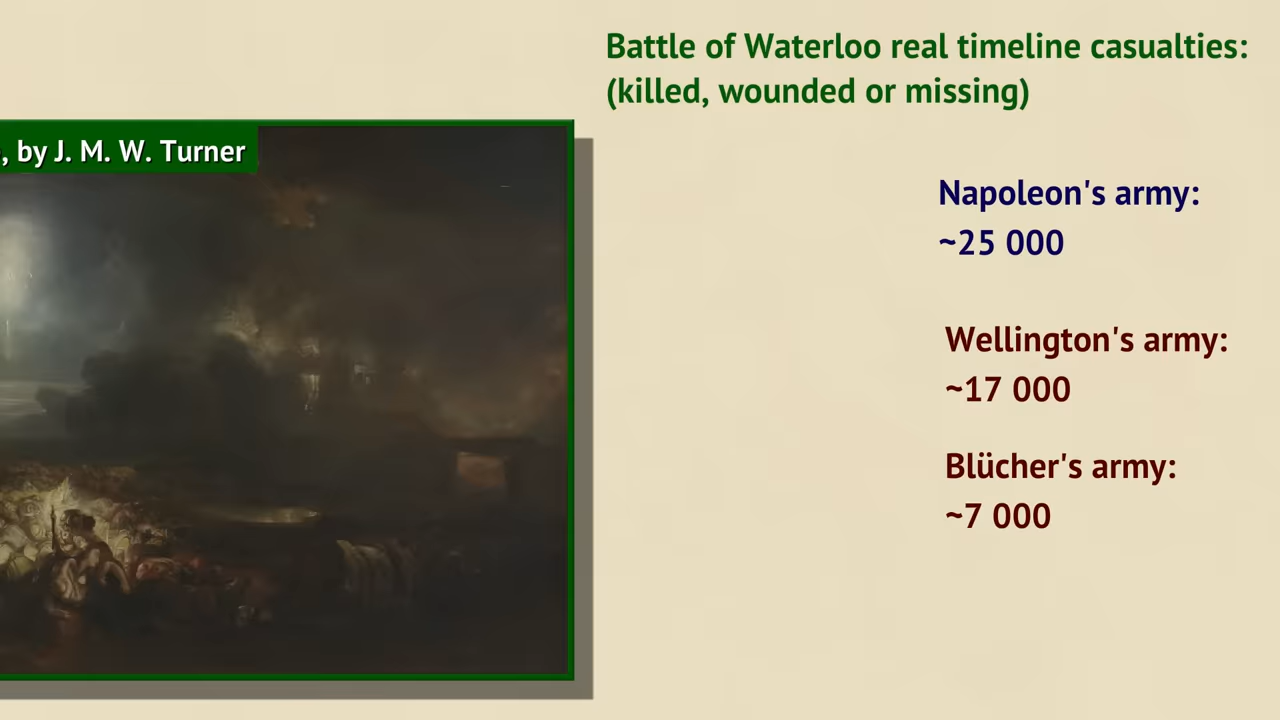 Battle of Waterloo real timeline casualties:
(killed, wounded or missing)
, by J. M. W. Turner
Napoleon's army:
~25 000
Wellington's army:
~17 000
Blücher's army:
~7 000